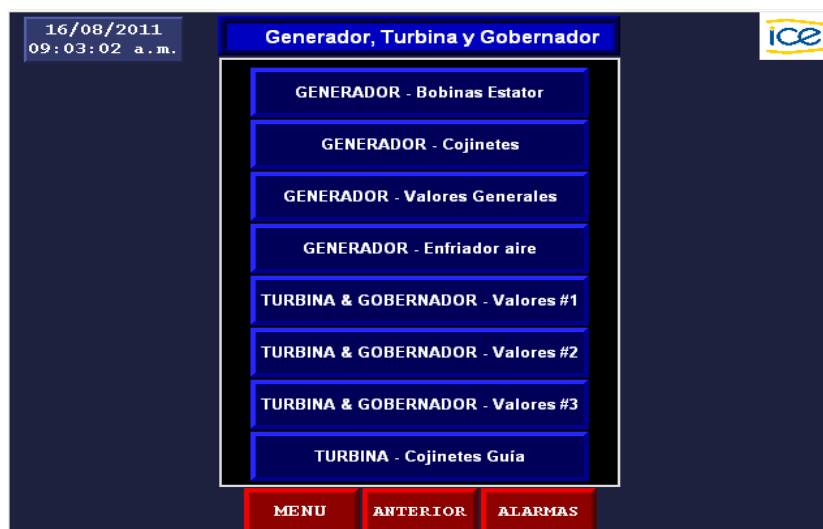 16/08/2011
09:03:02 a.m.
Generador, Turbina y Gobernador
ice
GENERADOR - Bobinas Estator
GENERADOR - Cojinetes
GENERADOR - Valores Generales
GENERADOR - Enfriador aire
TURBINA & GOBERNADOR - Valores #1
TURBINA & GOBERNADOR - Valores #2
TURBINA & GOBERNADOR - Valores #3
TURBINA - Cojinetes Guía
MENU ANTERIOR ALARMAS